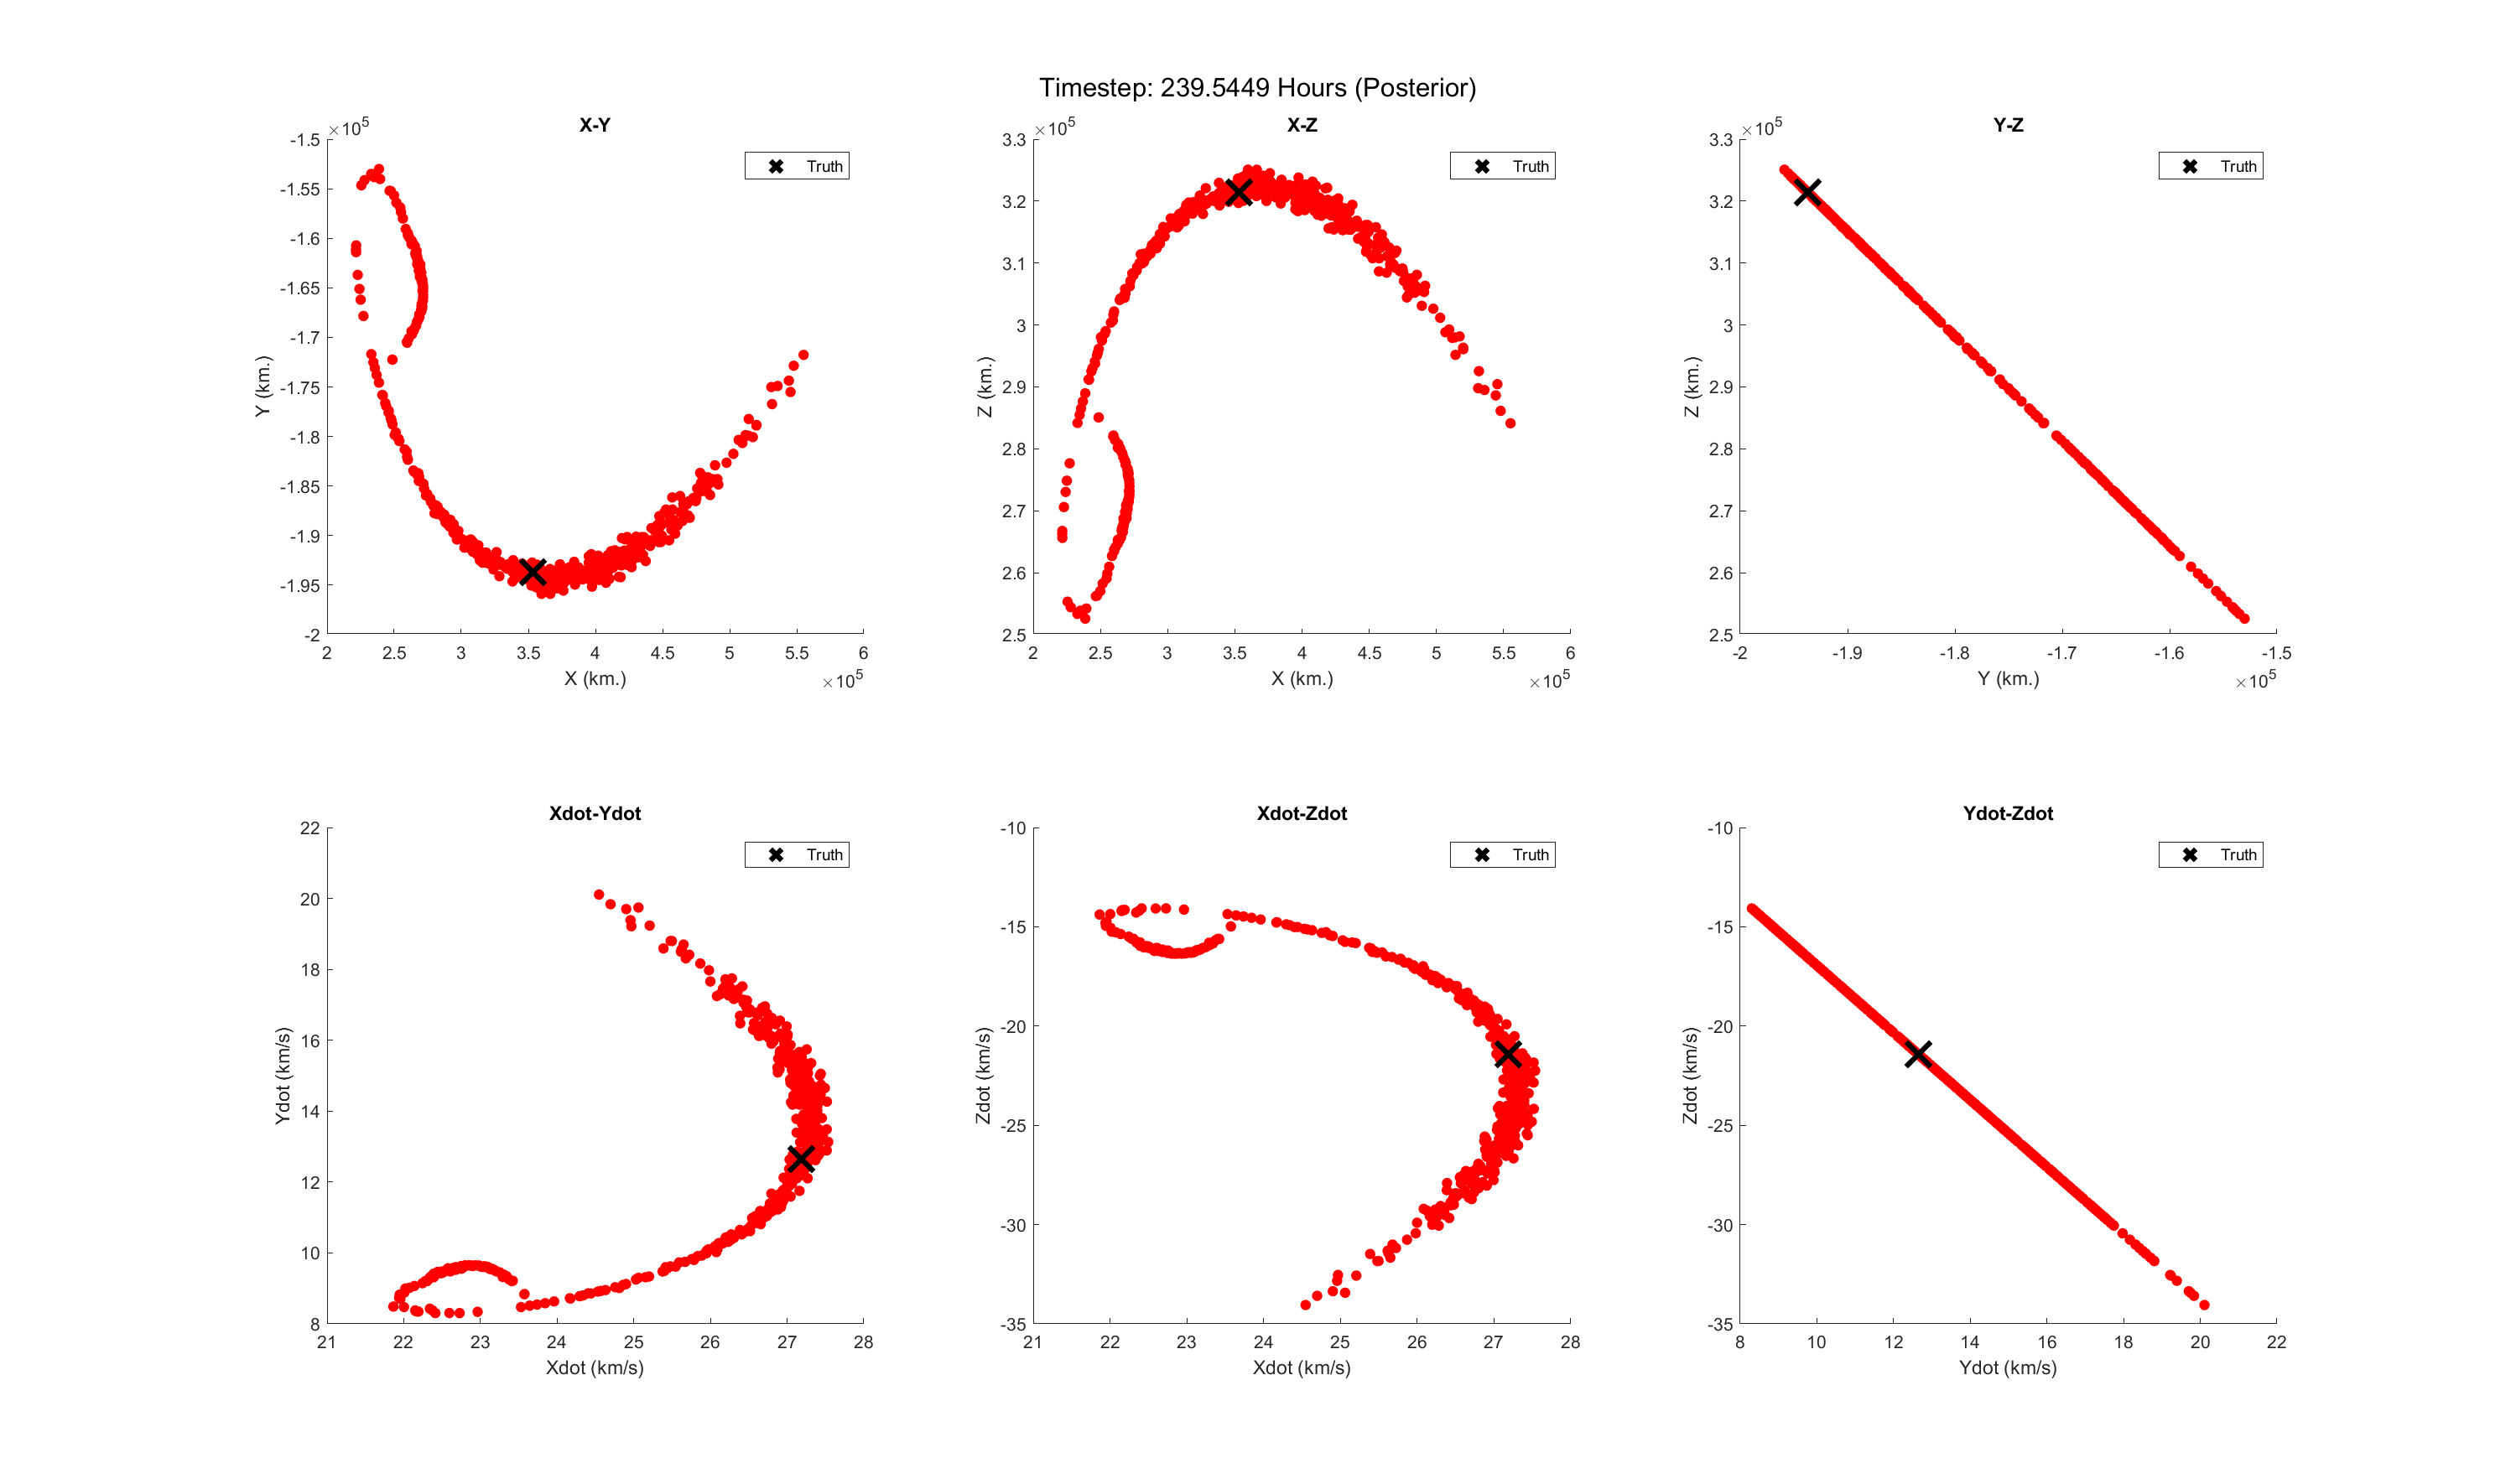 Timestep: 239.5449 Hours (Posterior)
X-Y
×10^5
-1.5
-1.55
-1.6
-1.65
-1.7
-1.75
-1.8
-1.85
-1.9
-1.95
-2
Y (km.)
Truth
2 2.5 3 3.5 4 4.5 5 5.5 6
X (km.)
×10^5
X-Z
×10^5
3.3
3.2
3.1
3
2.9
2.8
2.7
2.6
2.5
Z (km.)
Truth
2 2.5 3 3.5 4 4.5 5 5.5 6
X (km.)
×10^5
Y-Z
×10^5
3.3
3.2
3.1
3
2.9
2.8
2.7
2.6
2.5
Z (km.)
Truth
-2 -1.9 -1.8 -1.7 -1.6 -1.5
Y (km.)
×10^5
Xdot-Ydot
22
20
18
16
14
12
10
8
Ydot (km/s)
Truth
21 22 23 24 25 26 27 28
Xdot (km/s)
Xdot-Zdot
-10
-15
-20
-25
-30
-35
Zdot (km/s)
Truth
21 22 23 24 25 26 27 28
Xdot (km/s)
Ydot-Zdot
-10
-15
-20
-25
-30
-35
Zdot (km/s)
Truth
8 10 12 14 16 18 20 22
Ydot (km/s)